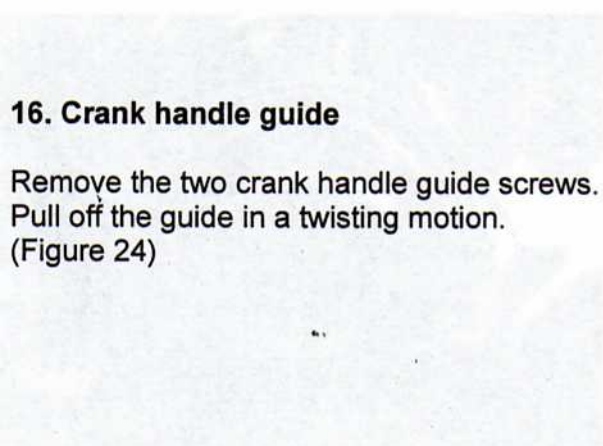 16. Crank handle guide
Remove the two crank handle guide screws.
Pull off the guide in a twisting motion.
(Figure 24)